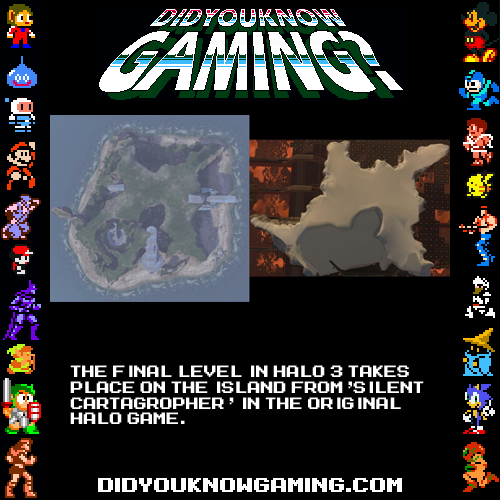 DIDYOUKNOW
GAMING?
THE FINAL LEVEL IN HALO 3 TAKES
PLACE ON THE ISLAND FROM 'SILENT
CARTAGROPHER' IN THE ORIGINAL
HALO GAME.
DIDYOUKNOWGAMING.COM